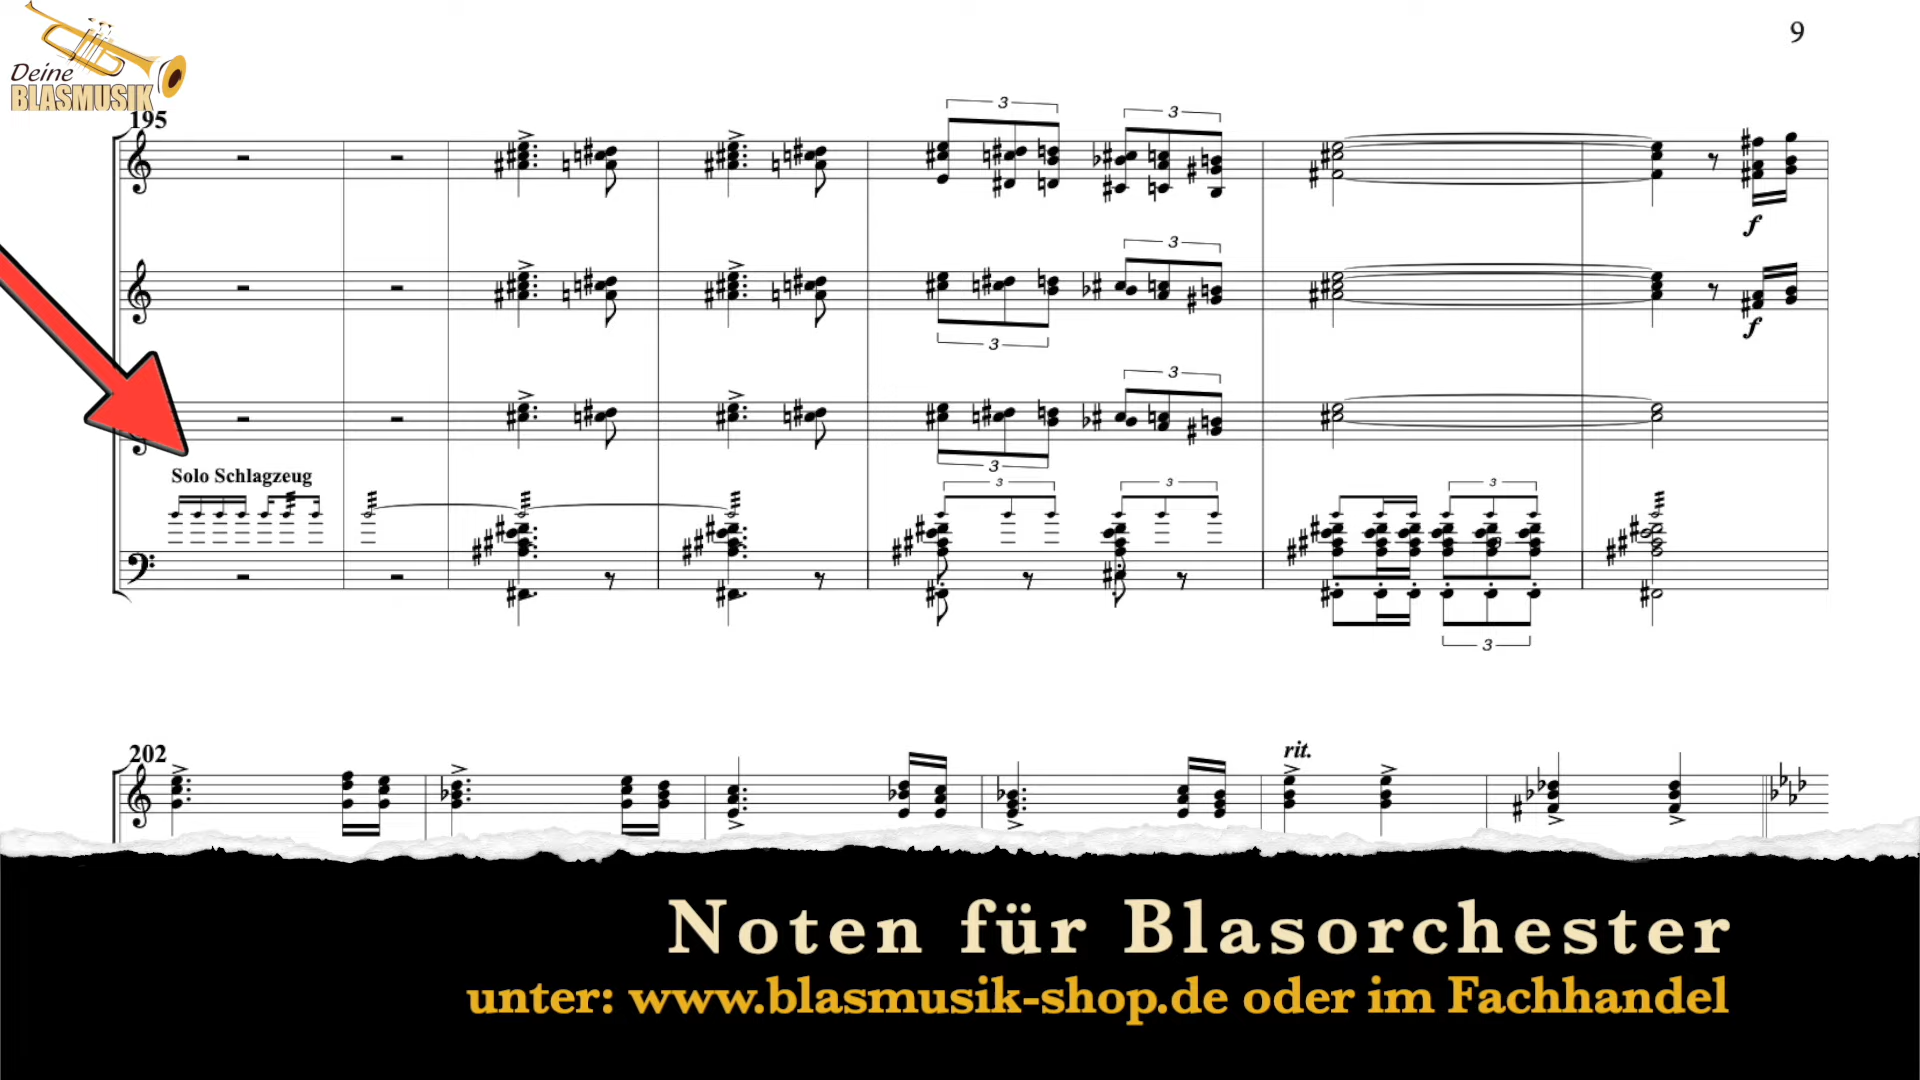 9
Deine
BLASMUSIK
195
3
3
f
3
3
f
3
3
Solo Schlagzeug
3
3
3
3
202
rit.
Noten für Blasorchester
unter: www.blasmusik-shop.de oder im Fachhandel